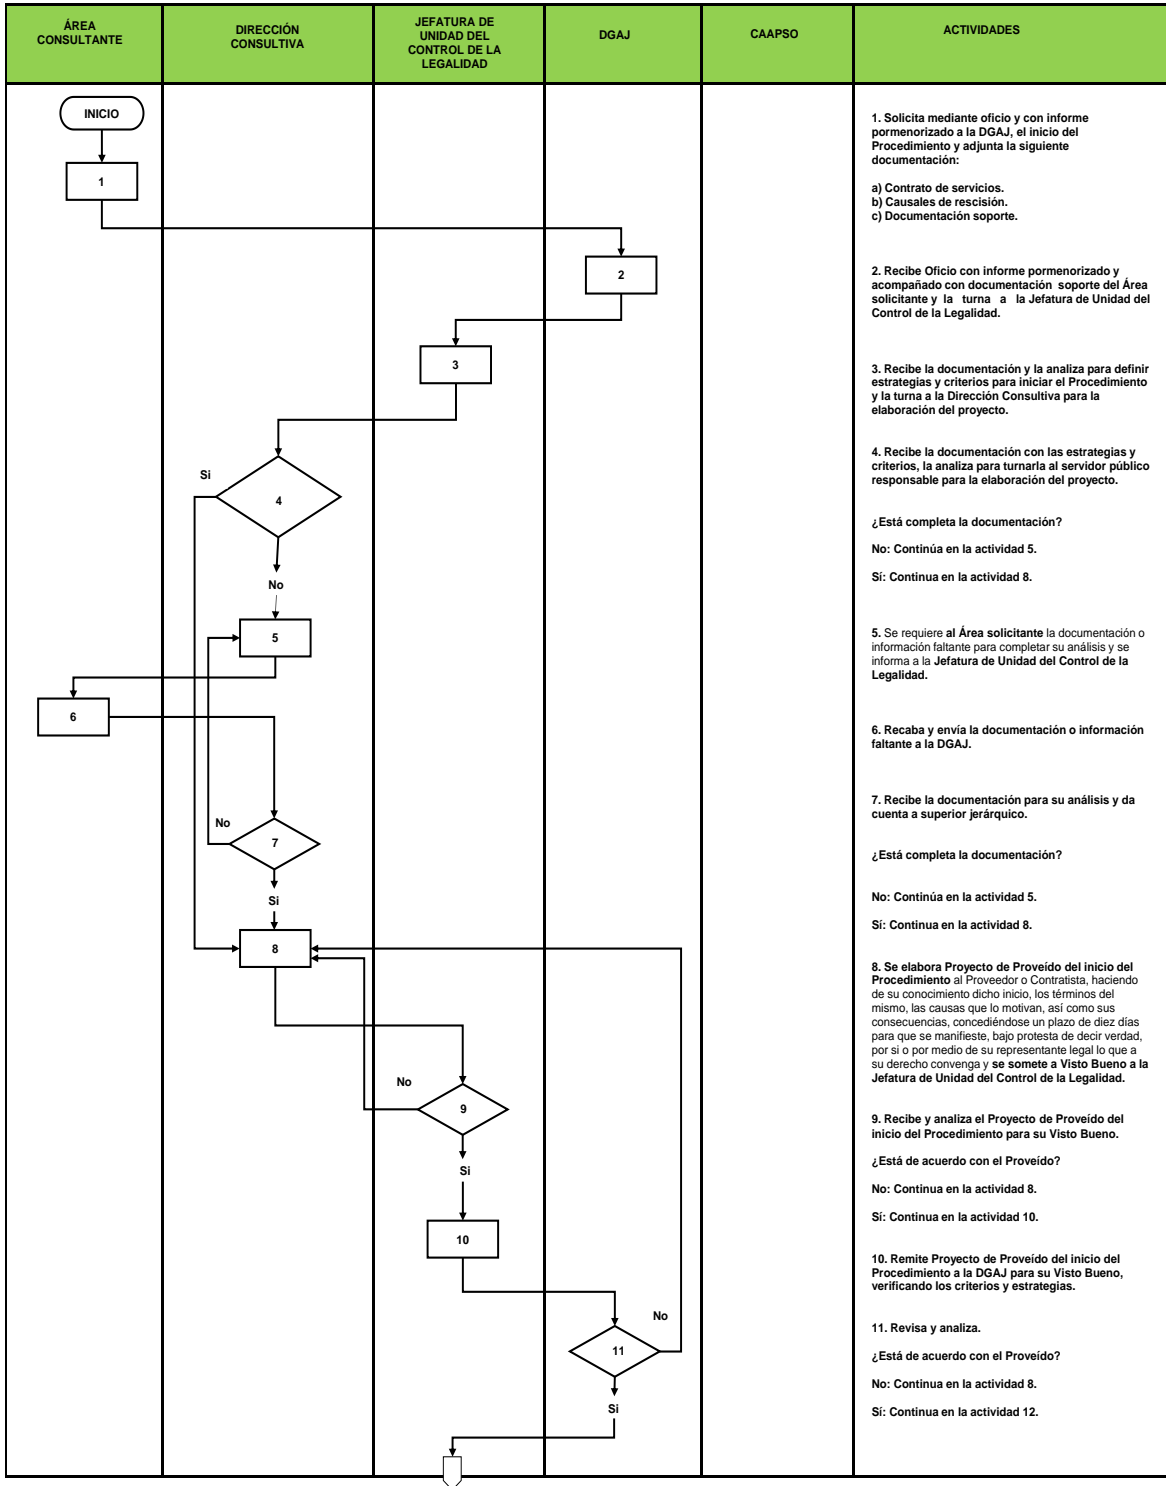 ÁREA
CONSULTANTE
DIRECCIÓN
CONSULTIVA
JEFATURA DE
UNIDAD DEL
CONTROL DE LA
LEGALIDAD
DGAJ
CAAPSO
ACTIVIDADES
INICIO
1
2
3
Si
4
No
5
6
No
7
Si
8
No
9
Si
10
No
11
Si
1. Solicita mediante oficio y con informe
pormenorizado a la DGAJ, el inicio del
Procedimiento y adjunta la siguiente
documentación:
a) Contrato de servicios.
b) Causales de rescisión.
c) Documentación soporte.
2. Recibe Oficio con informe pormenorizado y
acompañado con documentación soporte del Área
solicitante y la turna a la Jefatura de Unidad del
Control de la Legalidad.
3. Recibe la documentación y la analiza para definir
estrategias y criterios para iniciar el Procedimiento
y la turna a la Dirección Consultiva para la
elaboración del proyecto.
4. Recibe la documentación con las estrategias y
criterios, la analiza para turnarla al servidor público
responsable para la elaboración del proyecto.
¿Está completa la documentación?
No: Continúa en la actividad 5.
Sí: Continua en la actividad 8.
5. Se requiere al Área solicitante la documentación o
información faltante para completar su análisis y se
informa a la Jefatura de Unidad del Control de la
Legalidad.
6. Recaba y envía la documentación o información
faltante a la DGAJ.
7. Recibe la documentación para su análisis y da
cuenta a superior jerárquico.
¿Está completa la documentación?
No: Continúa en la actividad 5.
Sí: Continua en la actividad 8.
8. Se elabora Proyecto de Proveído del inicio del
Procedimiento al Proveedor o Contratista, haciendo
de su conocimiento dicho inicio, los términos del
mismo, las causas que lo motivan, así como sus
consecuencias, concediéndose un plazo de diez días
para que se manifieste, bajo protesta de decir verdad,
por si o por medio de su representante legal lo que a
su derecho convenga y se somete a Visto Bueno a la
Jefatura de Unidad del Control de la Legalidad.
9. Recibe y analiza el Proyecto de Proveído del
inicio del Procedimiento para su Visto Bueno.
¿Está de acuerdo con el Proveído?
No: Continua en la actividad 8.
Sí: Continua en la actividad 10.
10. Remite Proyecto de Proveído del inicio del
Procedimiento a la DGAJ para su Visto Bueno,
verificando los criterios y estrategias.
11. Revisa y analiza.
¿Está de acuerdo con el Proveído?
No: Continua en la actividad 8.
Sí: Continua en la actividad 12.